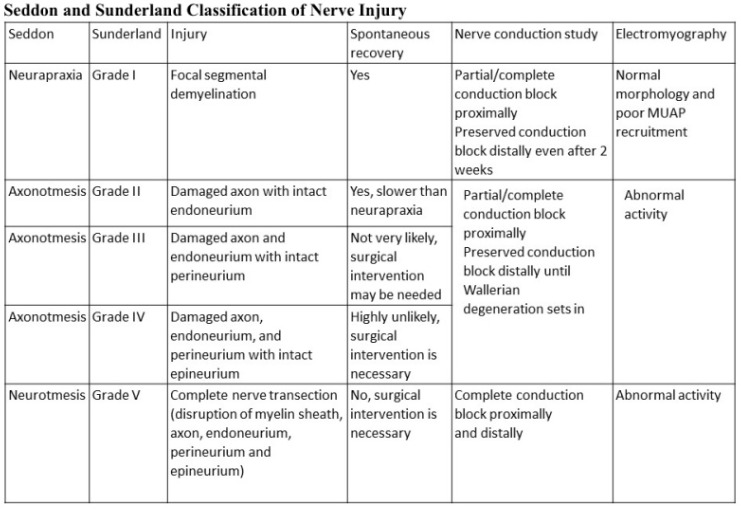 Seddon and Sunderland Classification of Nerve Injury
Seddon Sunderland Injury Spontaneous recovery Nerve conduction study Electromyography
Neurapraxia Grade I Focal segmental
demyelination
Yes
Partial/complete
conduction block
proximally
Preserved conduction
block distally even after 2
weeks
Normal
morphology and
poor MUAP
recruitment
Axonotmesis Grade II Damaged axon with intact
endoneurium
Yes, slower than
neurapraxia
Partial/complete
conduction block
proximally
Preserved conduction
block distally until
Wallerian
degeneration sets in
Abnormal
activity
Axonotmesis Grade III Damaged axon and
endoneurium with intact
perineurium
Not very likely,
surgical
intervention
may be needed
Axonotmesis Grade IV Damaged axon,
endoneurium, and
perineurium with intact
epineurium
Highly unlikely,
surgical
intervention is
necessary
Neurotmesis Grade V Complete nerve transection
(disruption of myelin sheath,
axon, endoneurium,
perineurium and
epineurium)
No, surgical
intervention is
necessary
Complete conduction
block proximally
and distally
Abnormal activity